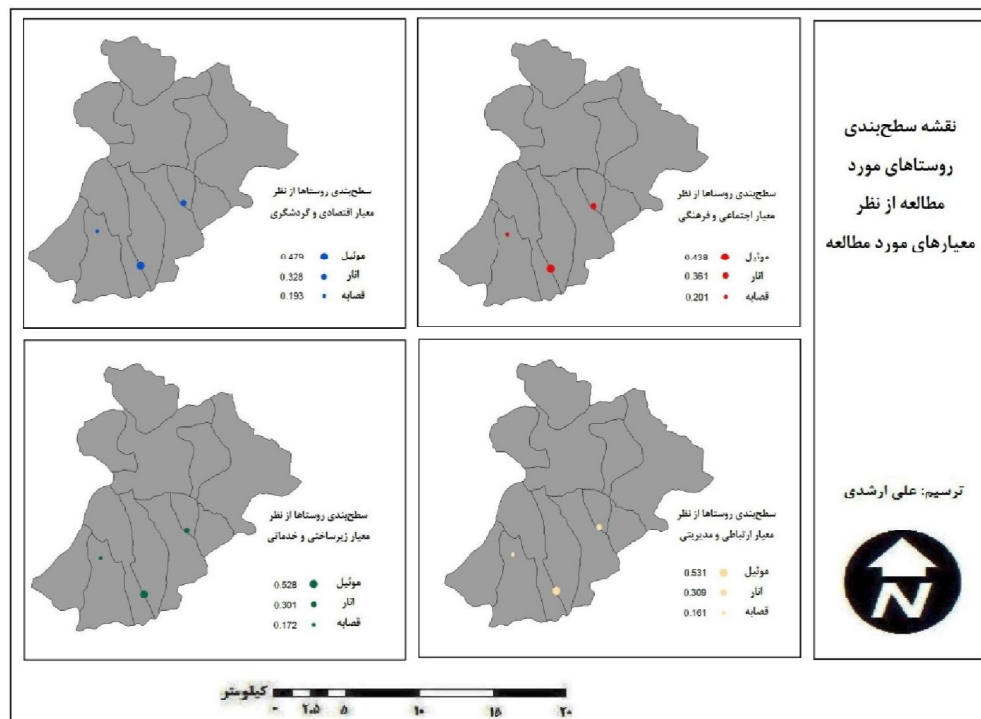 نقشه سطح‌بندی
روستاهای مورد
مطالعه از نظر
معیارهای مورد مطالعه
سطح‌بندی روستاها از نظر
معیار اجتماعی و فرهنگی
موئیل 0.438
انار 0.361
قصابه 0.201
سطح‌بندی روستاها از نظر
معیار اقتصادی و گردشگری
موئیل 0.479
انار 0.328
قصابه 0.193
سطح‌بندی روستاها از نظر
معیار ارتباطی و مدیریتی
موئیل 0.531
انار 0.309
قصابه 0.161
سطح‌بندی روستاها از نظر
معیار زیرساختی و خدماتی
موئیل 0.528
انار 0.301
قصابه 0.172
ترسیم: علی ارشدی
N
کیلومتر
۰ ۲.۵ ۵ ۱۰ ۱۵ ۲۰